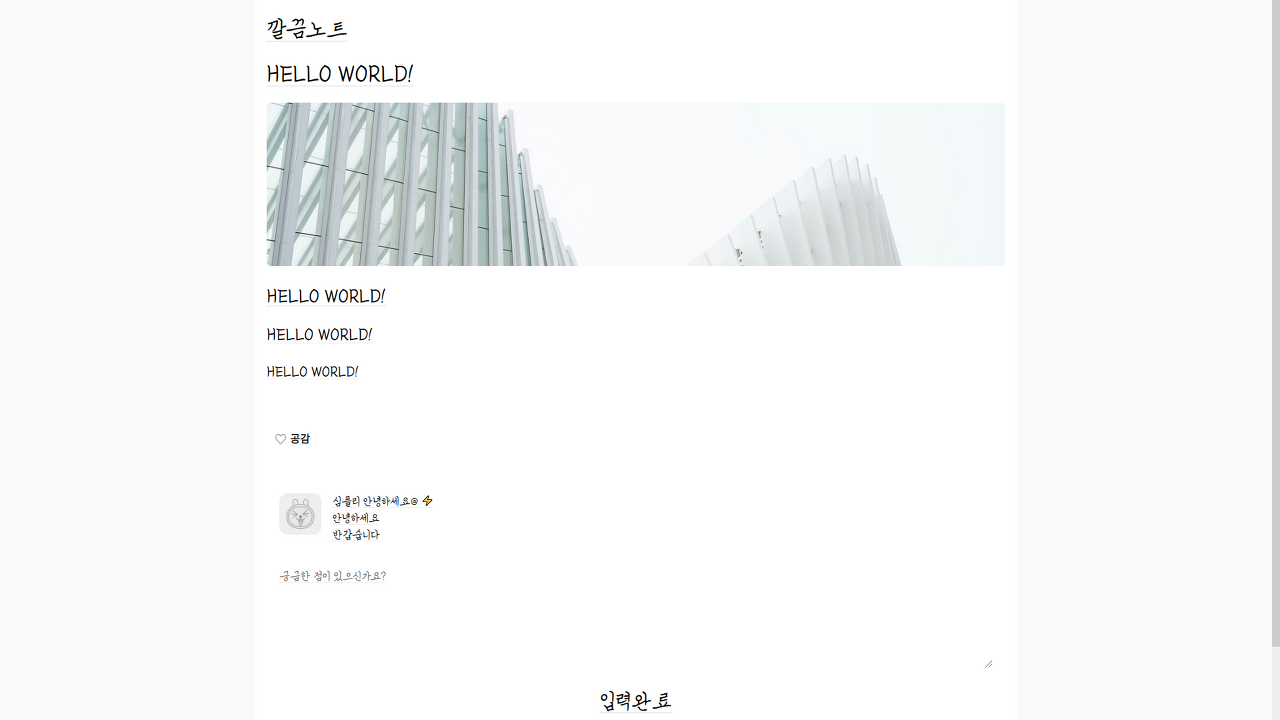 깔끔노트
HELLO WORLD!
HELLO WORLD!
HELLO WORLD!
HELLO WORLD!
공감
심플리 안녕하세요@ ⚡
안녕하세요
반갑습니다
궁금한 점이 있으신가요?
입력완료